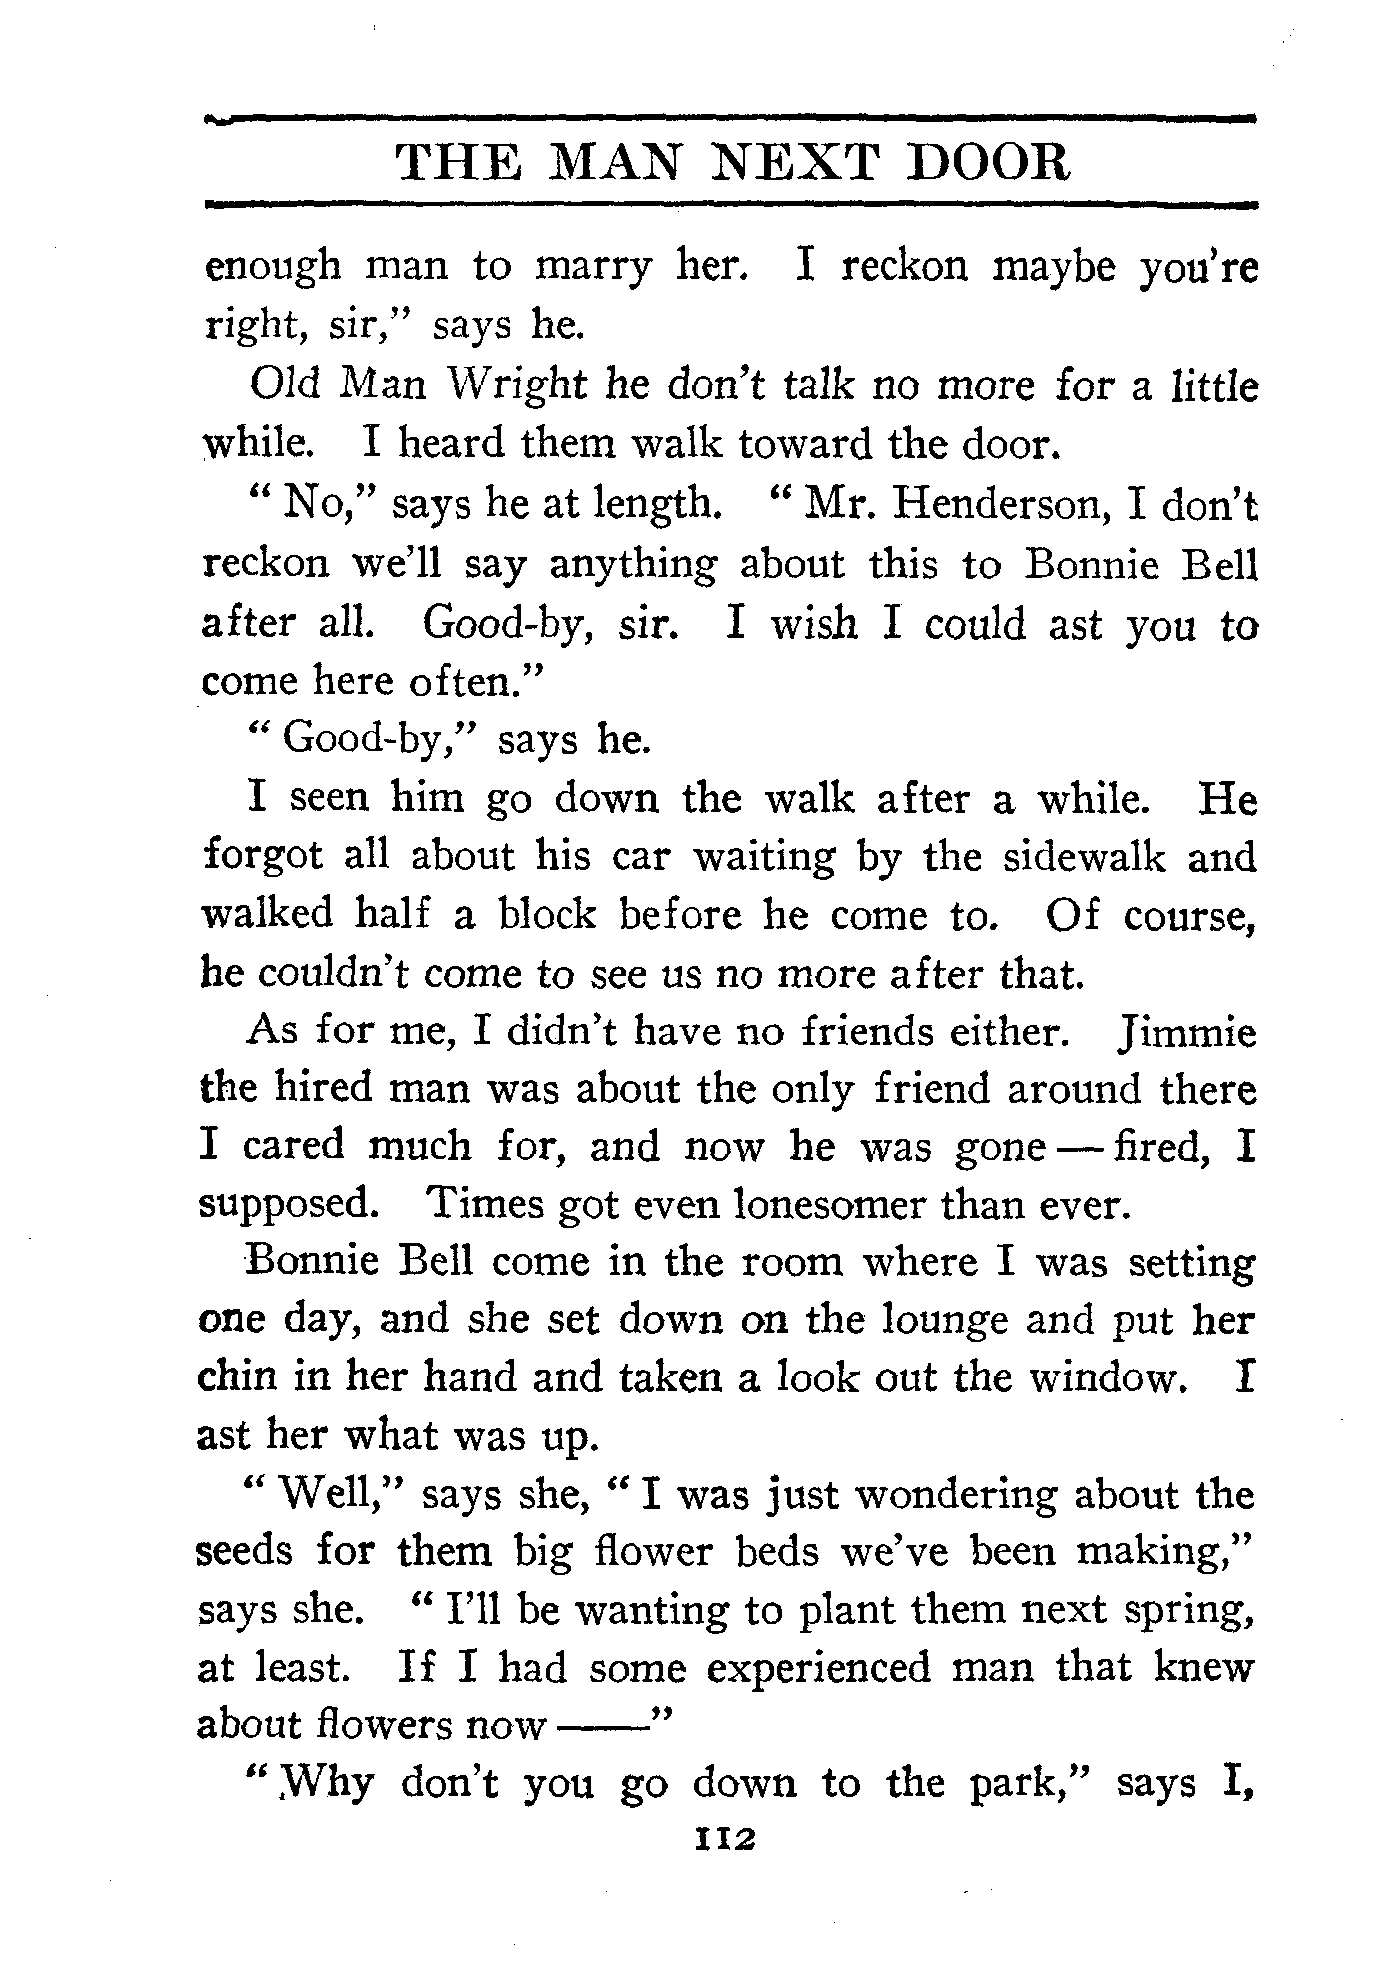 THE MAN NEXT DOOR
enough man to marry her. I reckon maybe you're
right, sir," says he.
Old Man Wright he don't talk no more for a little
while. I heard them walk toward the door.
" No," says he at length. " Mr. Henderson, I don't
reckon we'll say anything about this to Bonnie Bell
after all. Good-by, sir. I wish I could ast you to
come here often."
" Good-by," says he.
I seen him go down the walk after a while. He
forgot all about his car waiting by the sidewalk and
walked half a block before he come to. Of course,
he couldn't come to see us no more after that.
As for me, I didn't have no friends either. Jimmie
the hired man was about the only friend around there
I cared much for, and now he was gone — fired, I
supposed. Times got even lonesomer than ever.
Bonnie Bell come in the room where I was setting
one day, and she set down on the lounge and put her
chin in her hand and taken a look out the window. I
ast her what was up.
" Well," says she, " I was just wondering about the
seeds for them big flower beds we've been making,"
says she. " I'll be wanting to plant them next spring,
at least. If I had some experienced man that knew
about flowers now ——"
" Why don't you go down to the park," says I,
112